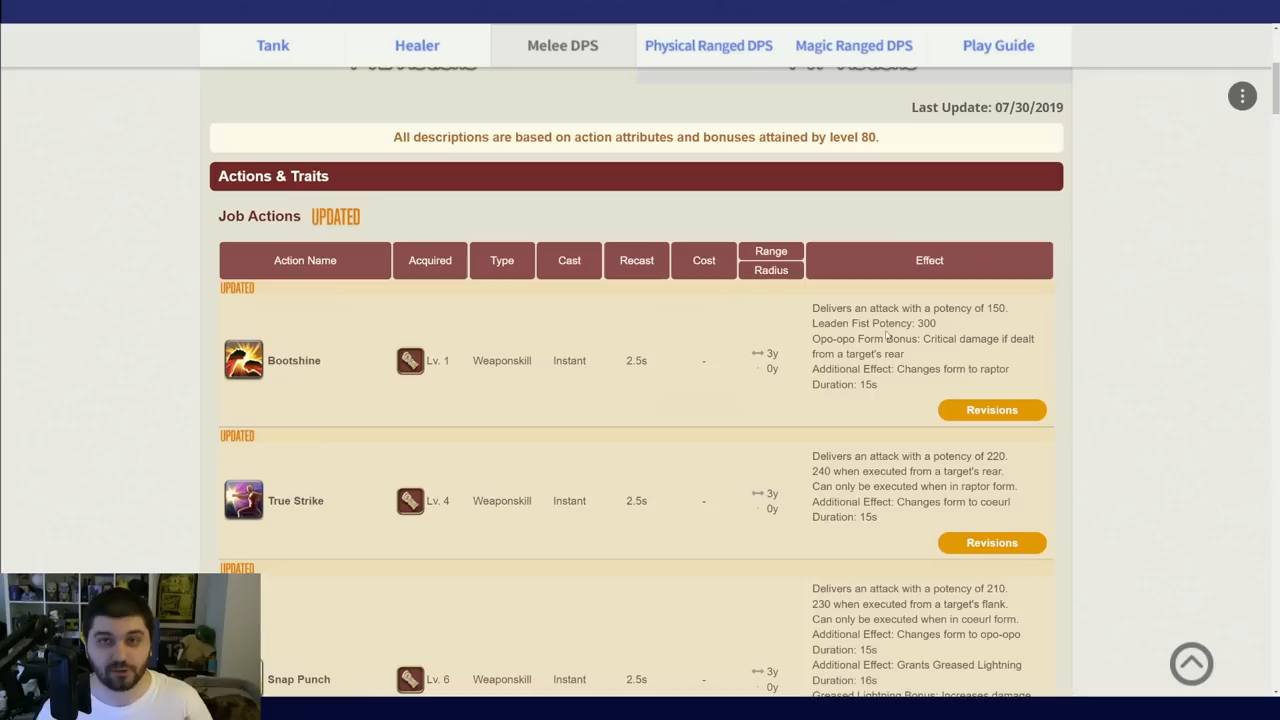 Tank Healer Melee DPS Physical Ranged DPS Magic Ranged DPS Play Guide
Last Update: 07/30/2019
All descriptions are based on action attributes and bonuses attained by level 80.
Actions & Traits
Job Actions UPDATED
Action Name Acquired Type Cast Recast Cost Range Radius Effect
UPDATED
Bootshine Lv. 1 Weaponskill Instant 2.5s - 3y 0y
Delivers an attack with a potency of 150.
Leaden Fist Potency: 300
Opo-opo Form Bonus: Critical damage if dealt
from a target's rear
Additional Effect: Changes form to raptor
Duration: 15s
Revisions
UPDATED
True Strike Lv. 4 Weaponskill Instant 2.5s - 3y 0y
Delivers an attack with a potency of 220.
240 when executed from a target's rear.
Can only be executed when in raptor form.
Additional Effect: Changes form to coeurl
Duration: 15s
Revisions
UPDATED
Snap Punch Lv. 6 Weaponskill Instant 2.5s - 3y 0y
Delivers an attack with a potency of 210.
230 when executed from a target's flank.
Can only be executed when in coeurl form.
Additional Effect: Changes form to opo-opo
Duration: 15s
Additional Effect: Grants Greased Lightning
Duration: 16s
Greased Lightning Bonus: Increases damage